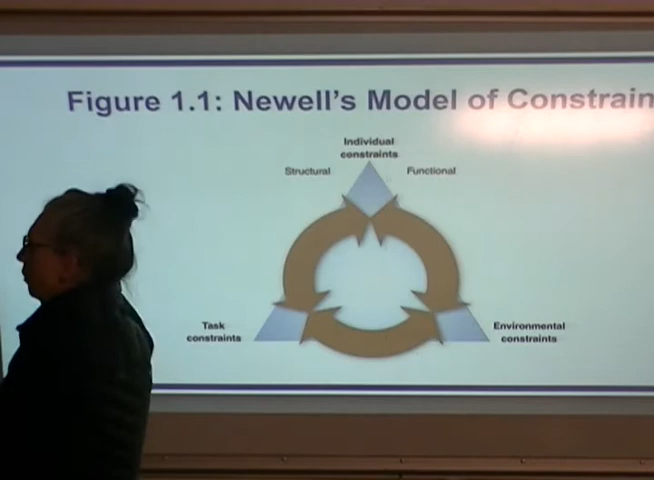 Figure 1.1: Newell's Model of Constrain
Individual
constraints
Structural
Functional
Task
constraints
Environmental
constraints